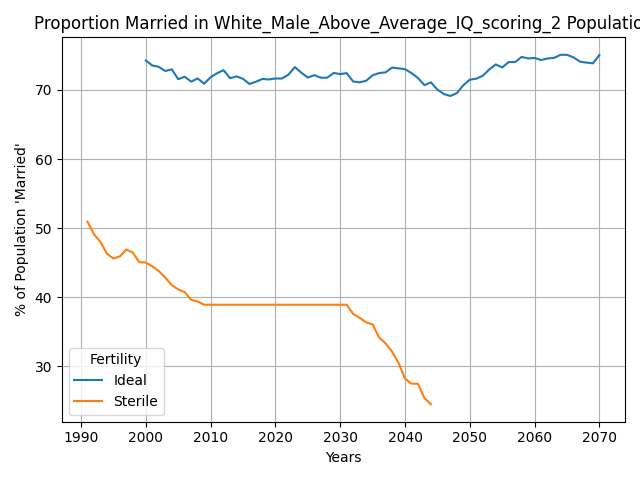 Proportion Married in White_Male_Above_Average_IQ_scoring_2 Populatio
% of Population 'Married'
70
60
50
40
30
Fertility
Ideal
Sterile
1990 2000 2010 2020 2030 2040 2050 2060 2070
Years